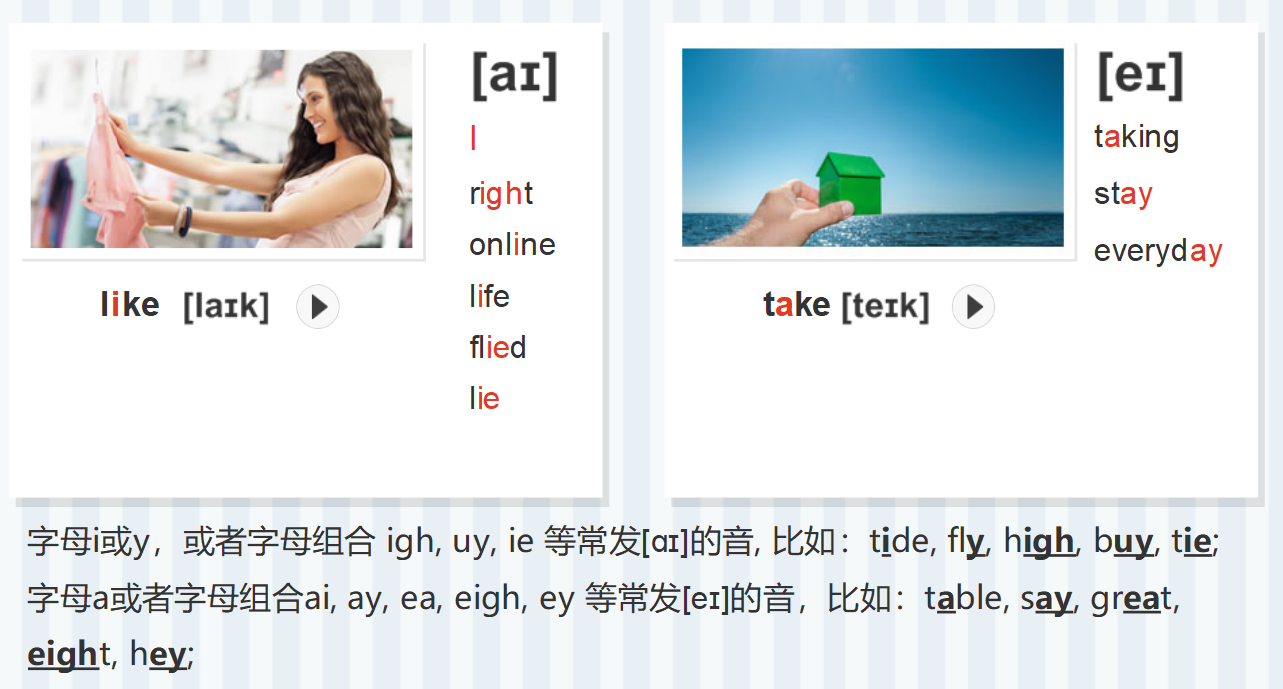 [aɪ]
I
right
online
life
flied
lie
like [laɪk]
[eɪ]
taking
stay
everyday
take [teɪk]
字母i或y，或者字母组合 igh, uy, ie 等常发[ɑɪ]的音, 比如：tide, fly, high, buy, tie;
字母a或者字母组合ai, ay, ea, eigh, ey 等常发[eɪ]的音，比如：table, say, great,
eight, hey;